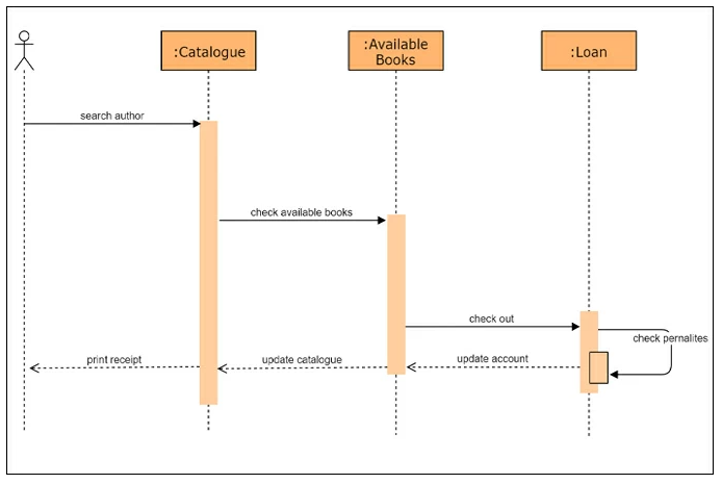 :Catalogue
:Available
Books
:Loan
search author
check available books
check out
check pernalites
print receipt
update catalogue
update account